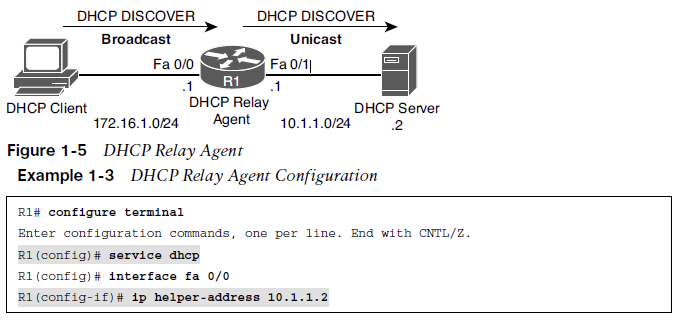 DHCP DISCOVER DHCP DISCOVER
Broadcast Unicast
Fa 0/0 Fa 0/1
R1
.1 .1
DHCP Client DHCP Relay Agent DHCP Server
172.16.1.0/24 10.1.1.0/24 .2
Figure 1-5 DHCP Relay Agent
Example 1-3 DHCP Relay Agent Configuration
R1# configure terminal
Enter configuration commands, one per line. End with CNTL/Z.
R1(config)# service dhcp
R1(config)# interface fa 0/0
R1(config-if)# ip helper-address 10.1.1.2